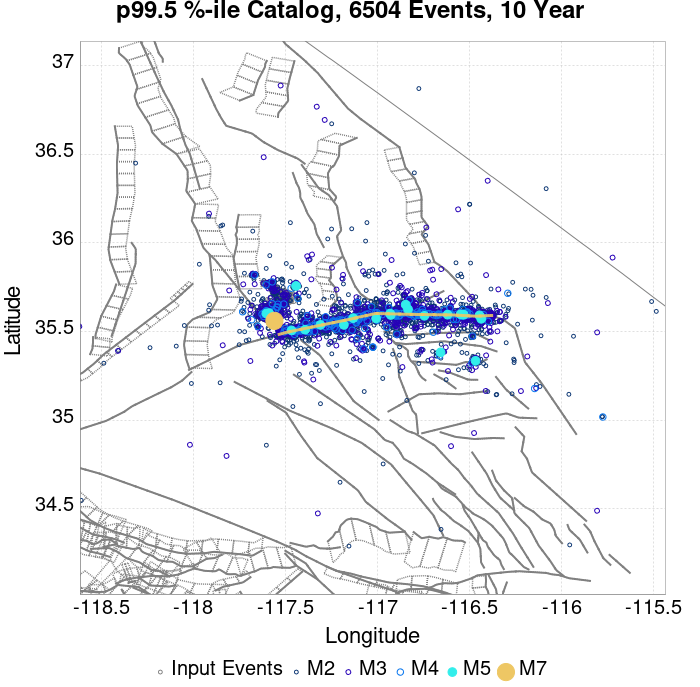 p99.5 %-ile Catalog, 6504 Events, 10 Year
37
36.5
36
35.5
35
34.5
Latitude
-118.5 -118 -117.5 -117 -116.5 -116 -115.5
Longitude
Input Events M2 M3 M4 M5 M7